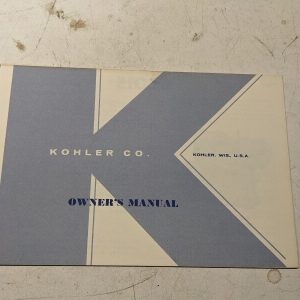 KOHLER CO.
KOHLER, WIS., U.S.A.
OWNER'S MANUAL